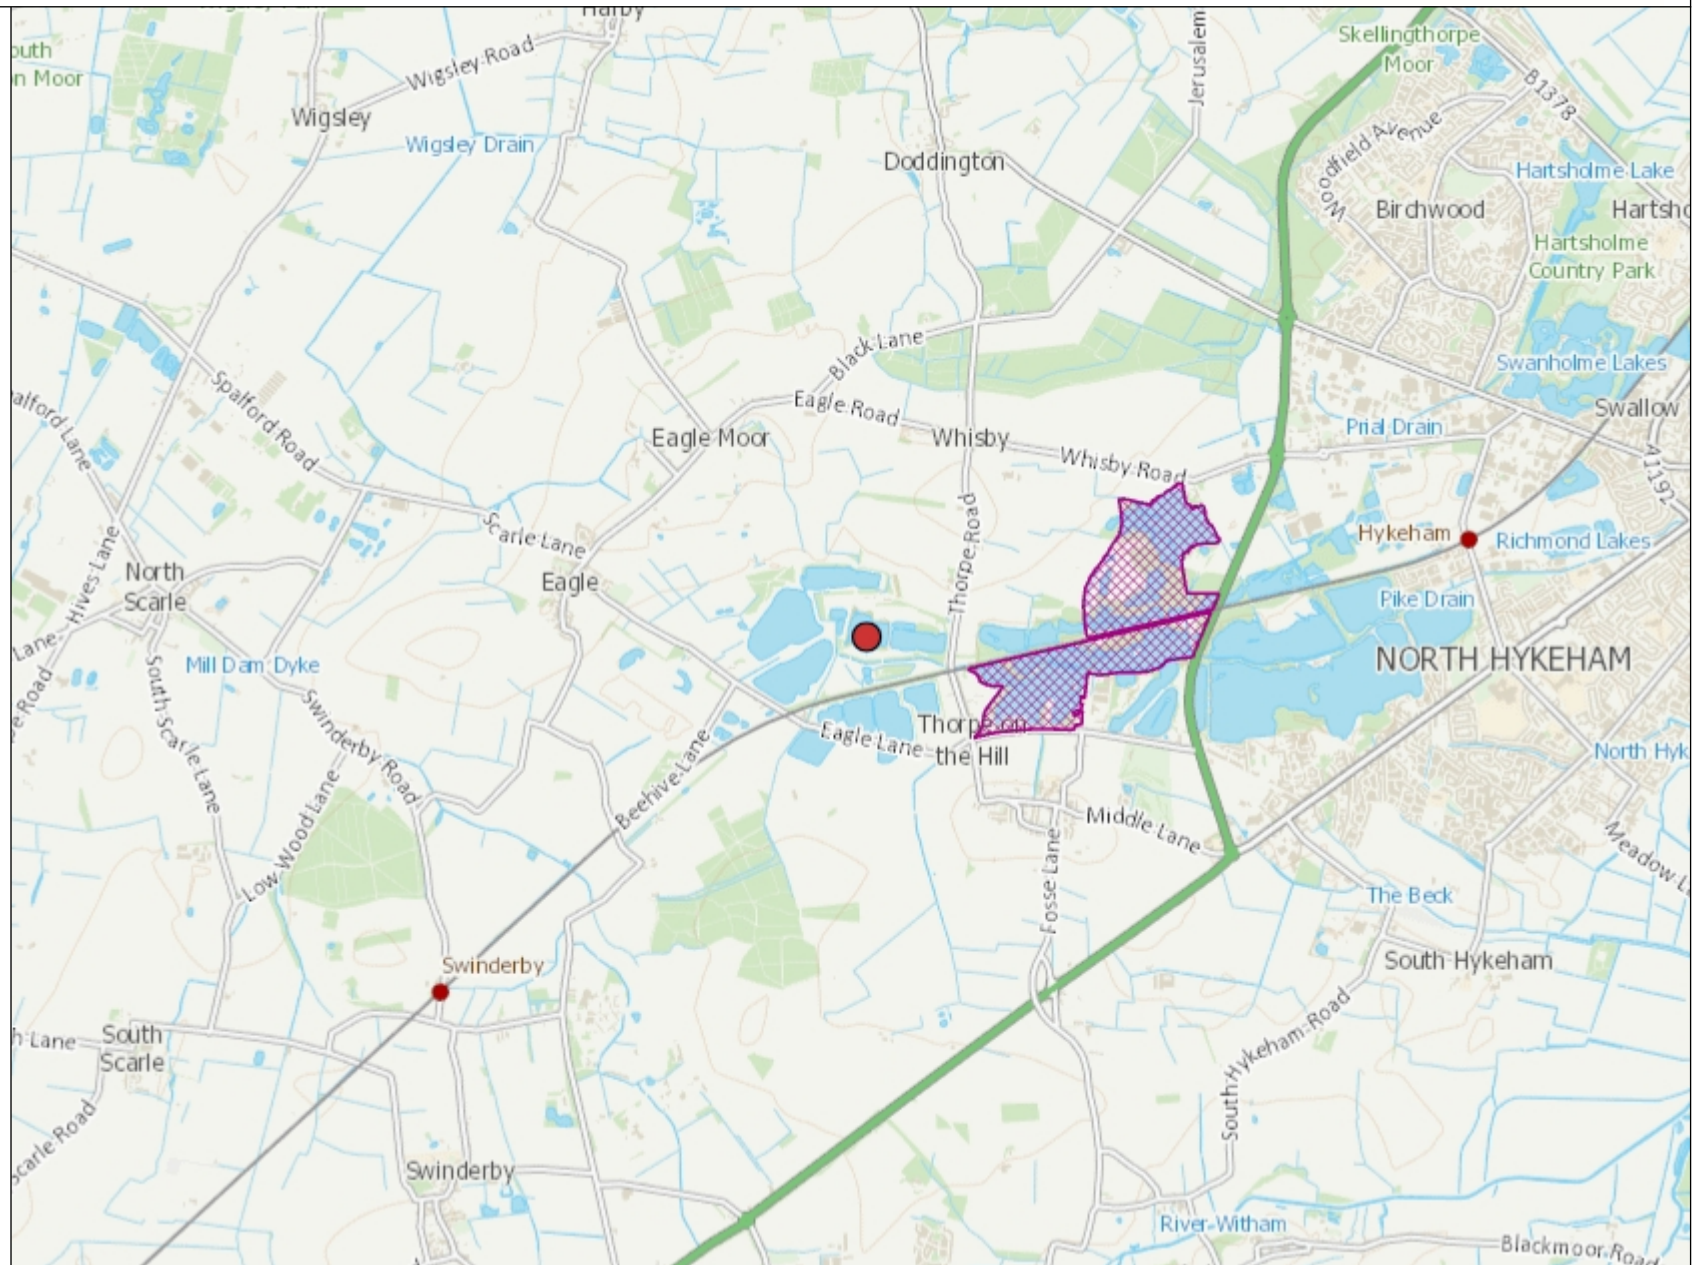 Harby
Skellingthorpe
Moor
Wigsley Road
Jerusalem
outh
on Moor
B1378
Wigsley
Wigsley Drain
Woodfield Avenue
Doddington
Hartsholme Lake
Birchwood
Hartsho
Hartsholme
Country Park
Black Lane
Swanholme Lakes
Spalford Road
Eagle Road
Swallow
palford Lane
Prial Drain
Eagle Moor
Whisby
Whisby Road
A1192
Scarle Lane
Thorpe Road
Hykeham
Richmond Lakes
Hives Lane
North
Scarle
Eagle
Pike Drain
Lane
Mill Dam Dyke
NORTH HYKEHAM
South Scarle Lane
Swinderby Road
ve Road
Thorpe on
the Hill
Eagle Lane
North Hyk
Beehive Lane
Low Wood Lane
Middle Lane
Meadow L
Fosse Lane
The Beck
Swinderby
South Hykeham
South
Scarle
h Lane
South Hykeham Road
Scarle Road
Swinderby
River Witham
Blackmoor Road